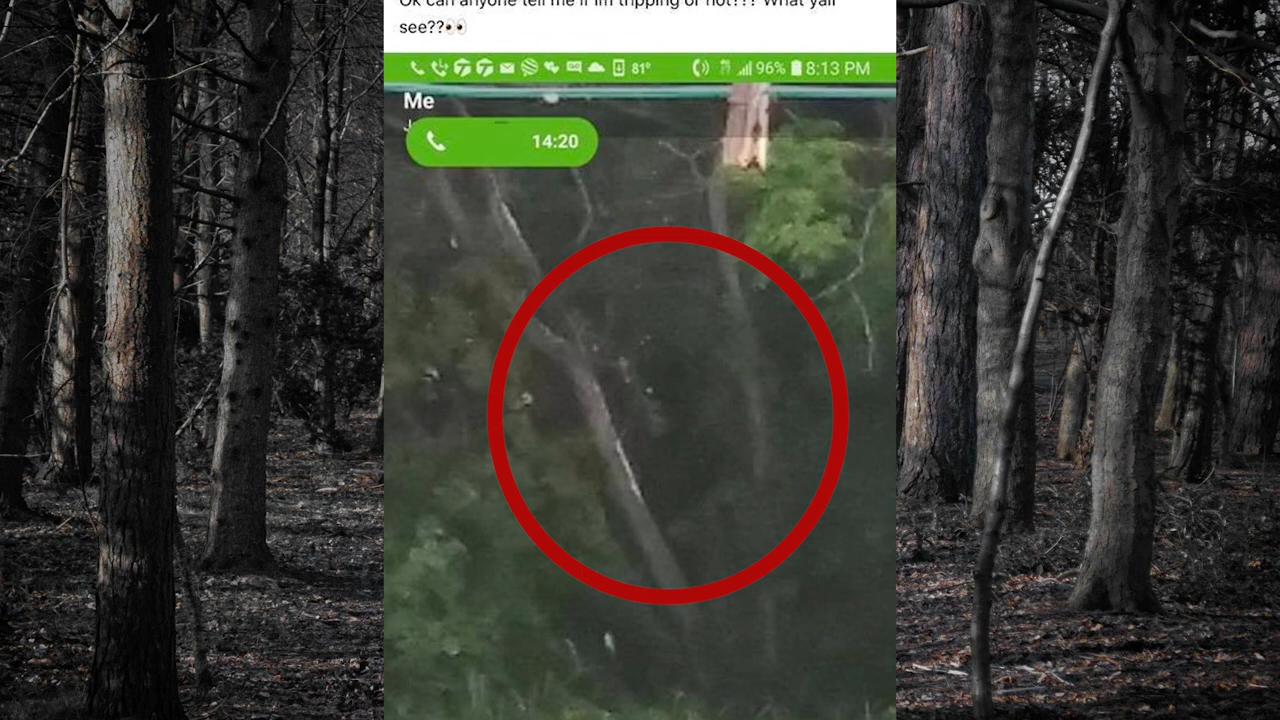 Ok can anyone tell me if im tripping or not??? What yall
see??👀
81° 96% 8:13 PM
Me
14:20